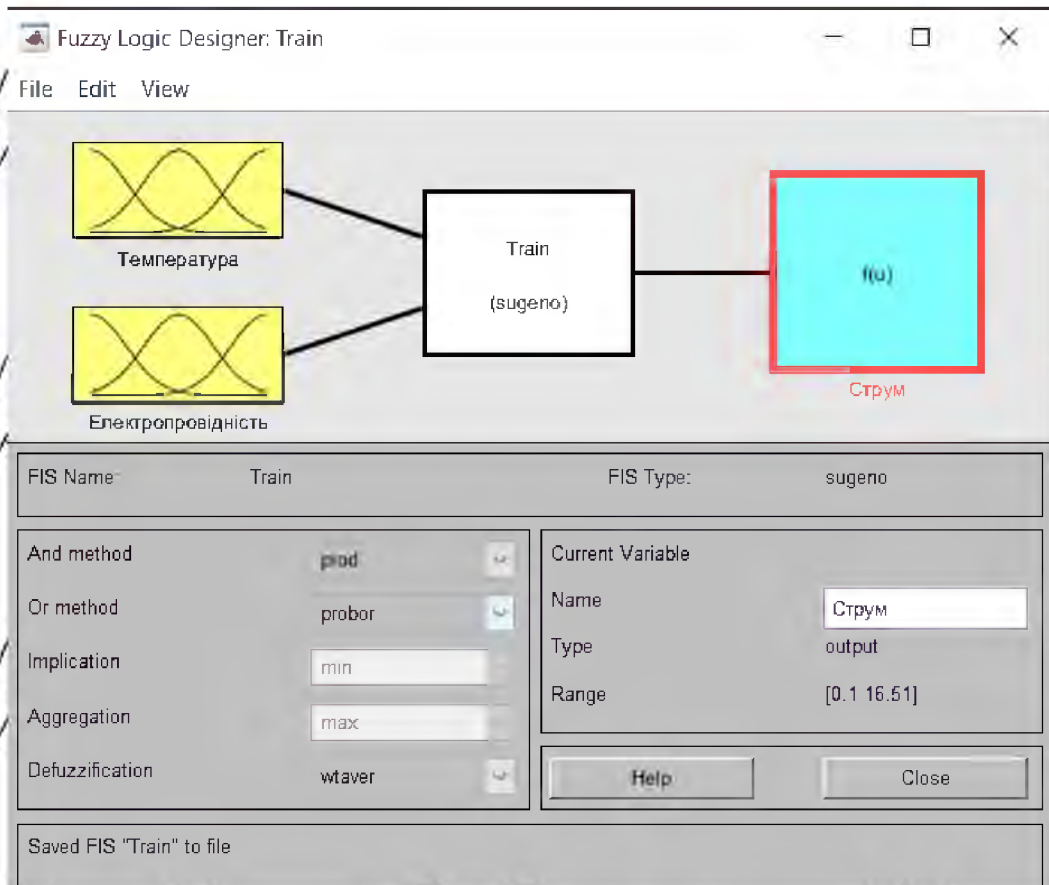 Fuzzy Logic Designer: Train
File Edit View
Температура
Електропровідність
Train
(sugeno)
f(u)
Струм
FIS Name: Train FIS Type: sugeno
And method prod
Or method probor
Implication min
Aggregation max
Defuzzification wtaver
Current Variable
Name Струм
Type output
Range [0.1 16.51]
Help Close
Saved FIS "Train" to file